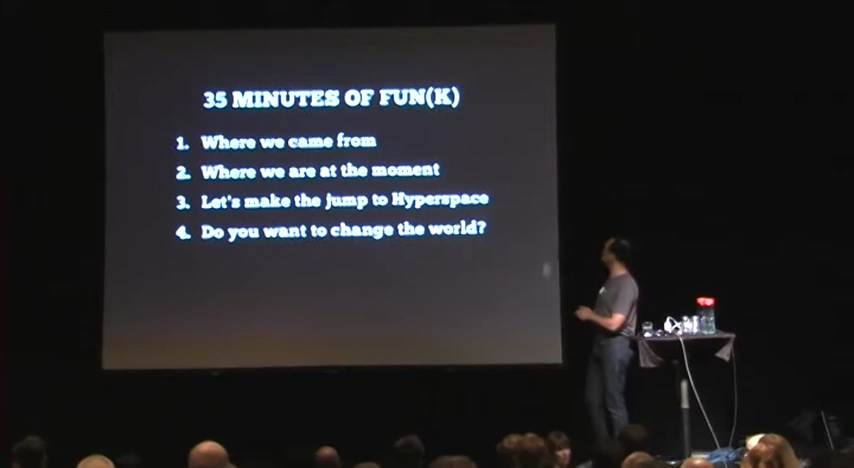 35 MINUTES OF FUN(K)
1. Where we came from
2. Where we are at the moment
3. Let's make the jump to Hyperspace
4. Do you want to change the world?